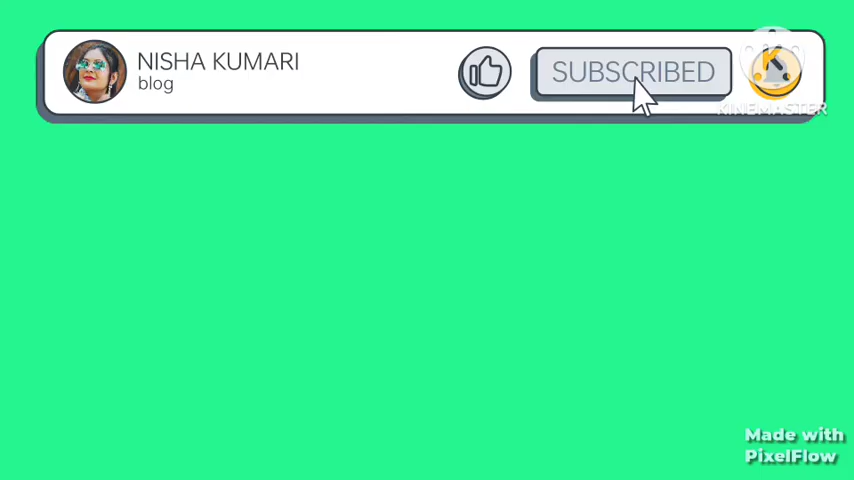 NISHA KUMARI
blog
SUBSCRIBED
K
KINEMASTER
Made with
PixelFlow